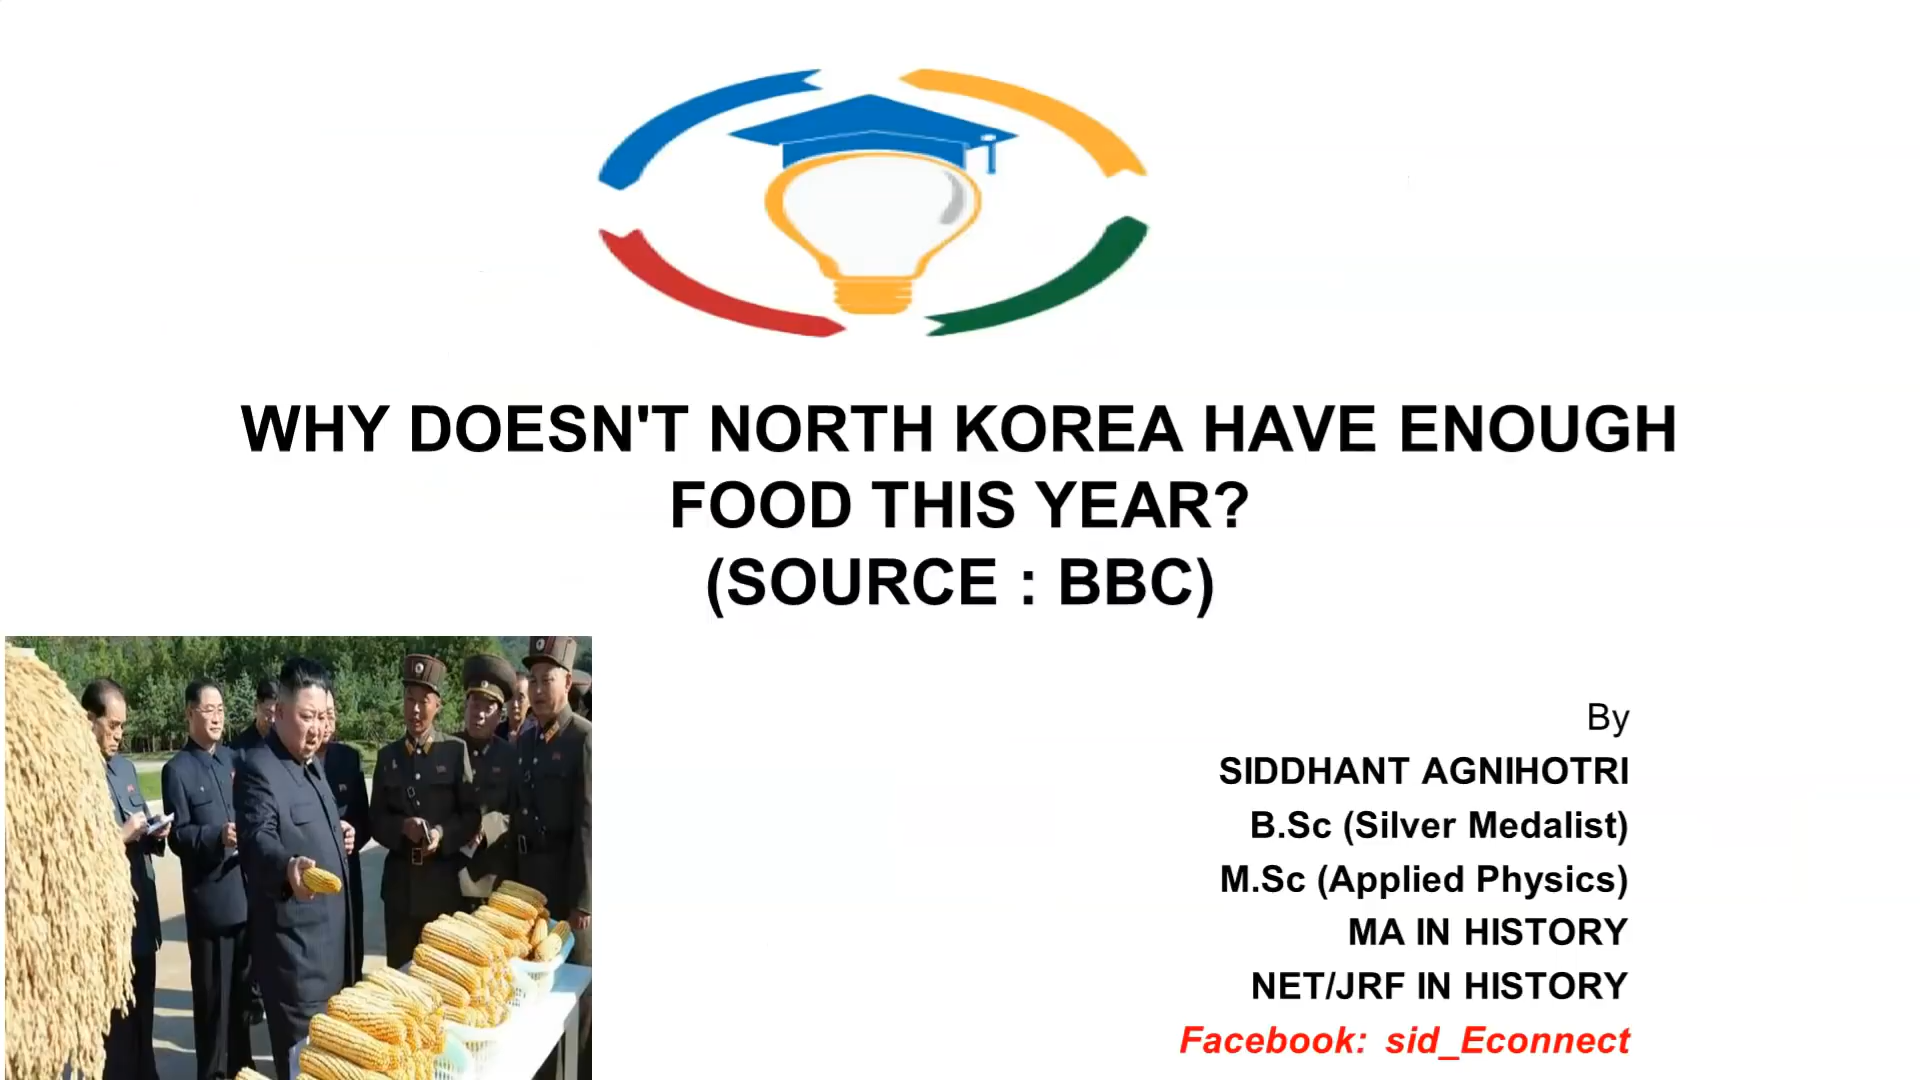 WHY DOESN'T NORTH KOREA HAVE ENOUGH
FOOD THIS YEAR?
(SOURCE : BBC)
By
SIDDHANT AGNIHOTRI
B.Sc (Silver Medalist)
M.Sc (Applied Physics)
MA IN HISTORY
NET/JRF IN HISTORY
Facebook: sid_Econnect